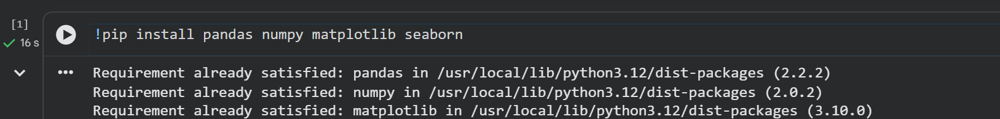 [1]
16 s
!pip install pandas numpy matplotlib seaborn
Requirement already satisfied: pandas in /usr/local/lib/python3.12/dist-packages (2.2.2)
Requirement already satisfied: numpy in /usr/local/lib/python3.12/dist-packages (2.0.2)
Requirement already satisfied: matplotlib in /usr/local/lib/python3.12/dist-packages (3.10.0)